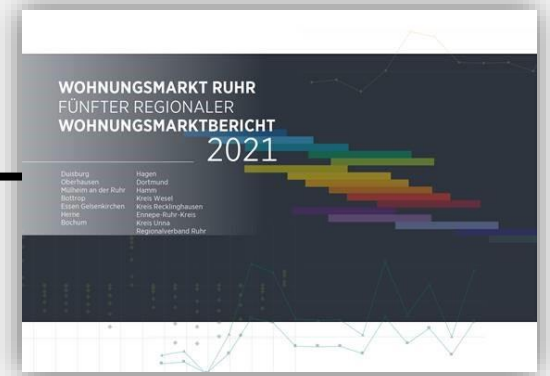 WOHNUNGSMARKT RUHR
FÜNFTER REGIONALER
WOHNUNGSMARKTBERICHT
2021
Duisburg
Oberhausen
Mülheim an der Ruhr
Bottrop
Essen Gelsenkirchen
Herne
Bochum
Hagen
Dortmund
Hamm
Kreis Wesel
Kreis Recklinghausen
Ennepe-Ruhr-Kreis
Kreis Unna
Regionalverband Ruhr